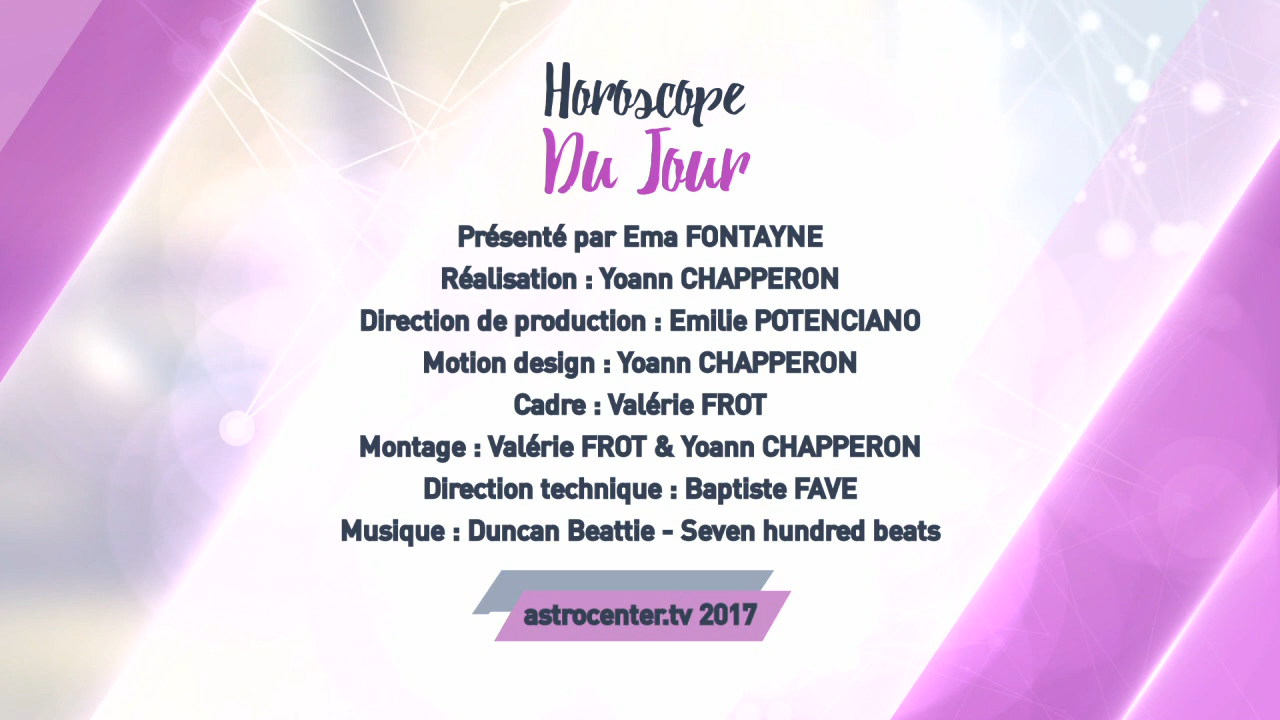 Horoscope
Du Jour
Présenté par Ema FONTAYNE
Réalisation : Yoann CHAPPERON
Direction de production : Emilie POTENCIANO
Motion design : Yoann CHAPPERON
Cadre : Valérie FROT
Montage : Valérie FROT & Yoann CHAPPERON
Direction technique : Baptiste FAVE
Musique : Duncan Beattie - Seven hundred beats
astrocenter.tv 2017